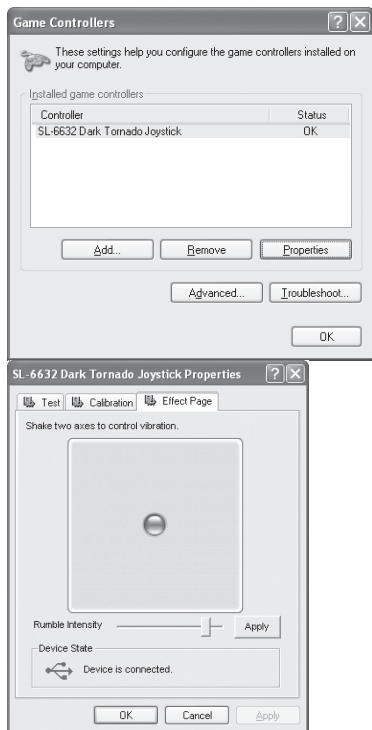 Game Controllers
These settings help you configure the game controllers installed on
your computer.
Installed game controllers
Controller Status
SL-6632 Dark Tornado Joystick OK
Add... Remove Properties
Advanced... Troubleshoot...
OK
SL-6632 Dark Tornado Joystick Properties
Test Calibration Effect Page
Shake two axes to control vibration.
Rumble Intensity Apply
Device State
Device is connected.
OK Cancel Apply